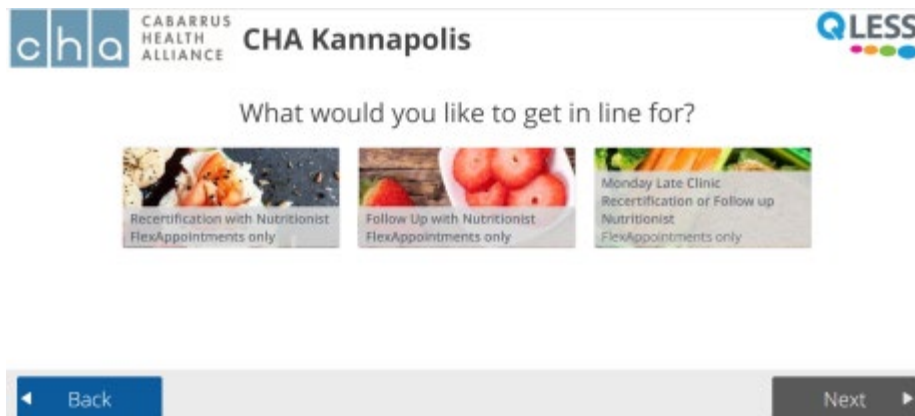 cha
CABARRUS
HEALTH
ALLIANCE
CHA Kannapolis
QLESS
What would you like to get in line for?
Recertification with Nutritionist
FlexAppointments only
Follow Up with Nutritionist
FlexAppointments only
Monday Late Clinic
Recertification or Follow up
Nutritionist
FlexAppointments only
Back
Next